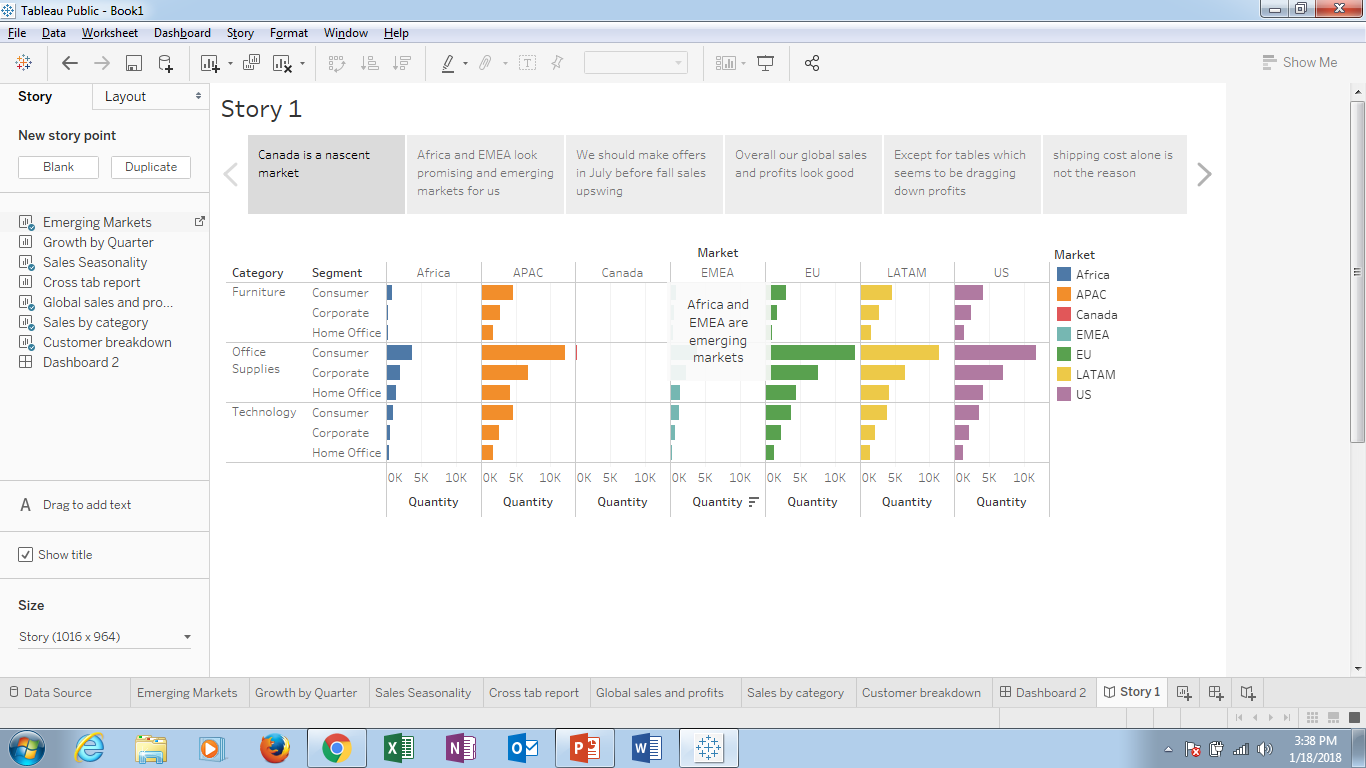 Tableau Public - Book1
File Data Worksheet Dashboard Story Format Window Help
Show Me
Story Layout
New story point
Blank Duplicate
Emerging Markets
Growth by Quarter
Sales Seasonality
Cross tab report
Global sales and pro...
Sales by category
Customer breakdown
Dashboard 2
A Drag to add text
Show title
Size
Story (1016 x 964)
Story 1
Canada is a nascent
market
Africa and EMEA look
promising and emerging
markets for us
We should make offers
in July before fall sales
upswing
Overall our global sales
and profits look good
Except for tables which
seems to be dragging
down profits
shipping cost alone is
not the reason
Market
Category Segment Africa APAC Canada EMEA EU LATAM US
Furniture Consumer
Corporate
Home Office
Office
Supplies
Consumer
Corporate
Home Office
Technology Consumer
Corporate
Home Office
Africa and
EMEA are
emerging
markets
0K 5K 10K 0K 5K 10K 0K 5K 10K 0K 5K 10K 0K 5K 10K 0K 5K 10K 0K 5K 10K
Quantity Quantity Quantity Quantity Quantity Quantity Quantity
Market
Africa
APAC
Canada
EMEA
EU
LATAM
US
Data Source Emerging Markets Growth by Quarter Sales Seasonality Cross tab report Global sales and profits Sales by category Customer breakdown Dashboard 2 Story 1
3:38 PM
1/18/2018